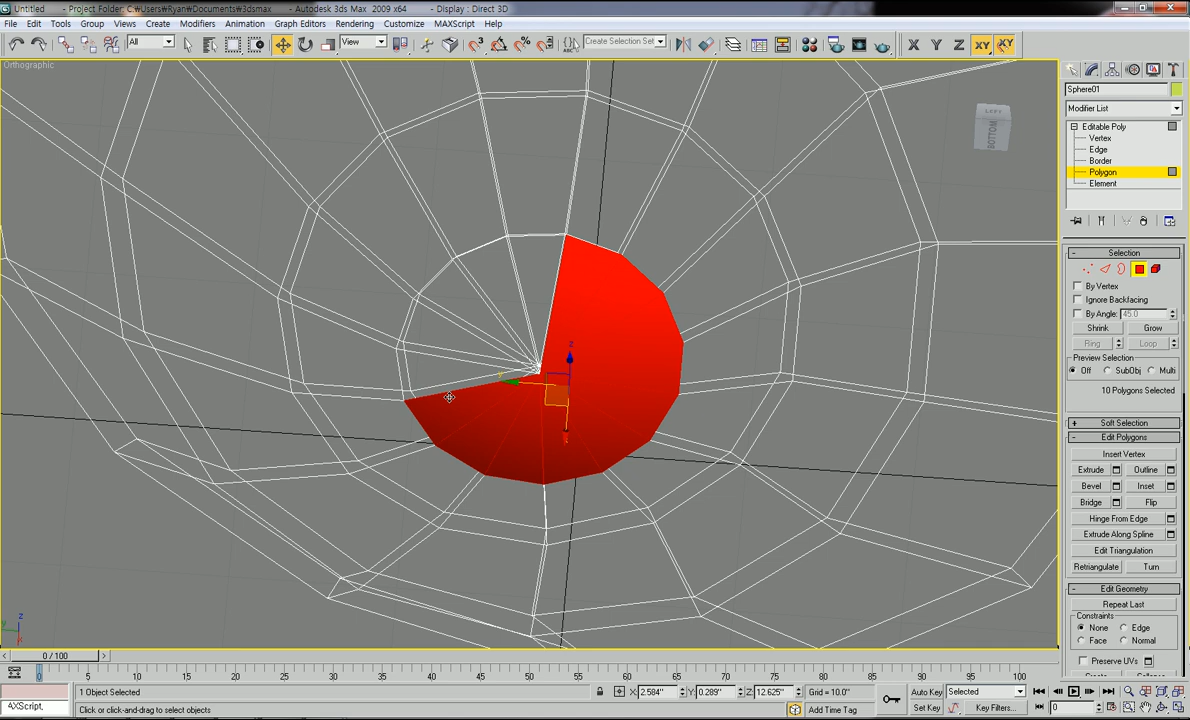 Untitled - Project Folder: C:₩Users₩Ryan₩Documents₩3dsmax - Autodesk 3ds Max 2009 x64 - Display : Direct 3D
File Edit Tools Group Views Create Modifiers Animation Graph Editors Rendering Customize MAXScript Help
All View Create Selection Set X Y Z XY XY
Orthographic
LEFT
BOTTOM
Sphere01
Modifier List
Editable Poly
Vertex
Edge
Border
Polygon
Element
- Selection
By Vertex
Ignore Backfacing
By Angle: 45.0
Shrink Grow
Ring Loop
Preview Selection
Off SubObj Multi
10 Polygons Selected
+ Soft Selection
- Edit Polygons
Insert Vertex
Extrude Outline
Bevel Inset
Bridge Flip
Hinge From Edge
Extrude Along Spline
Edit Triangulation
Retriangulate Turn
- Edit Geometry
Repeat Last
Constraints
None Edge
Face Normal
Preserve UVs
z
y
z
y
x
0 / 100
0 5 10 15 20 25 30 35 40 45 50 55 60 65 70 75 80 85 90 95 100
1 Object Selected X: 2.584" Y: 0.289" Z: 12.625" Grid = 10.0" Auto Key Selected
AXScript, Click or click-and-drag to select objects Add Time Tag Set Key Key Filters... 0